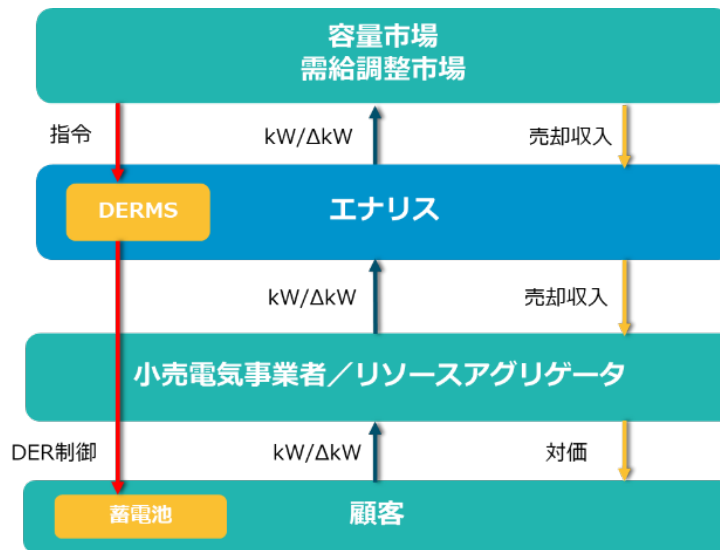 容量市場
需給調整市場
指令
kW/ΔkW
売却収入
DERMS
エナリス
kW/ΔkW
売却収入
小売電気事業者／リソースアグリゲータ
DER制御
kW/ΔkW
対価
蓄電池
顧客